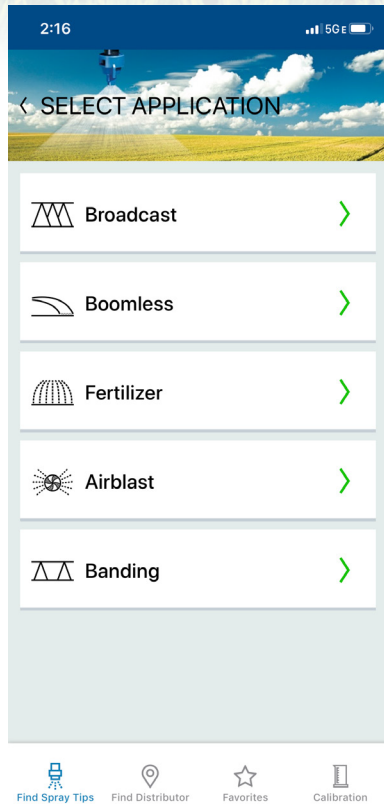 2:16
5G E
SELECT APPLICATION
Broadcast
Boomless
Fertilizer
Airblast
Banding
Find Spray Tips Find Distributor Favorites Calibration